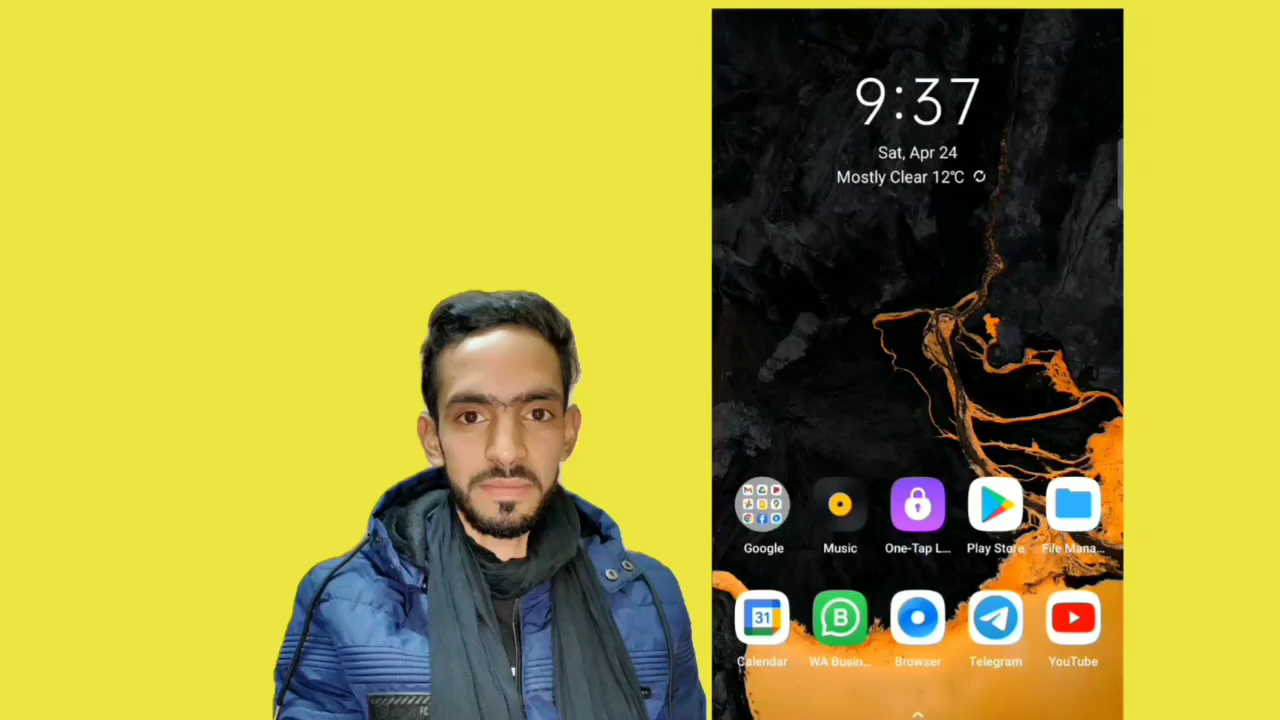 9:37
Sat, Apr 24
Mostly Clear 12℃
Google
Music
One-Tap L...
Play Store
File Mana...
31
B
Calendar
WA Busin...
Browser
Telegram
YouTube